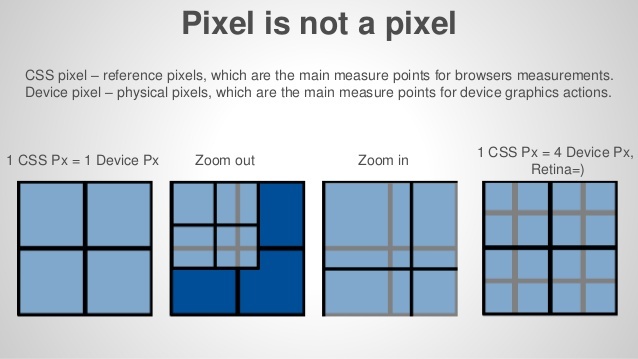 Pixel is not a pixel
CSS pixel – reference pixels, which are the main measure points for browsers measurements.
Device pixel – physical pixels, which are the main measure points for device graphics actions.
1 CSS Px = 1 Device Px
Zoom out
Zoom in
1 CSS Px = 4 Device Px,
Retina=)